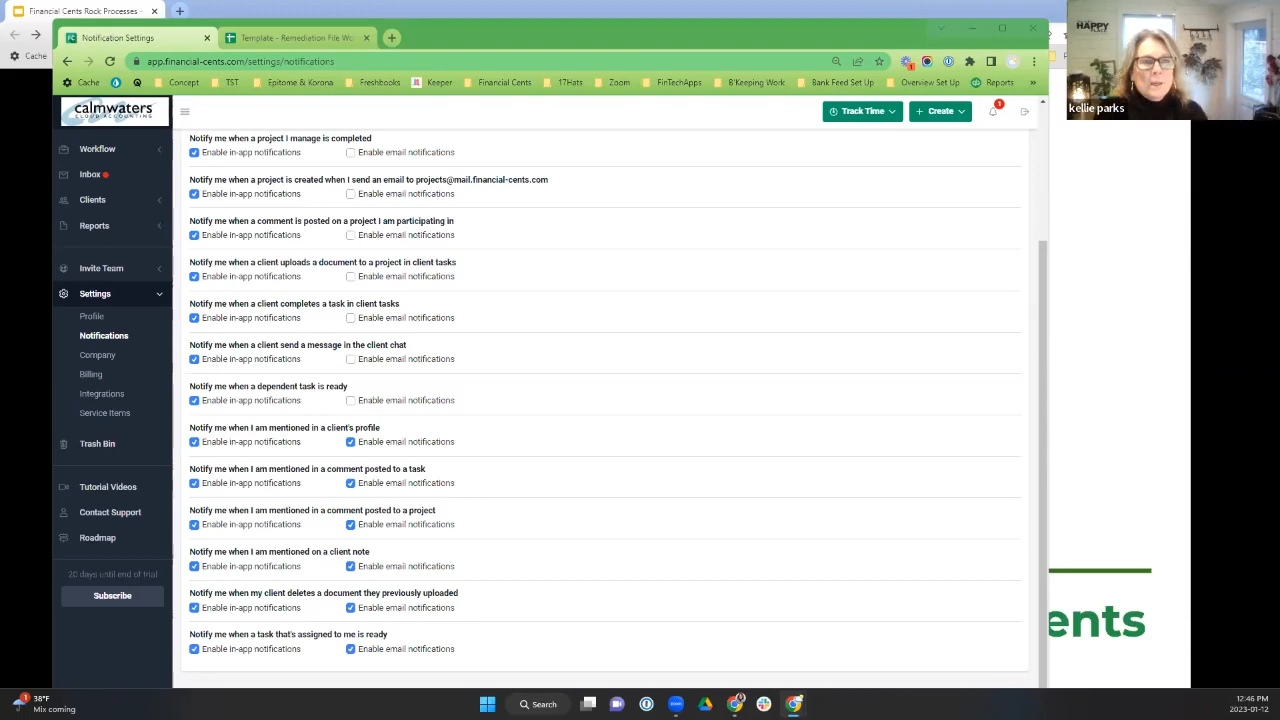 Financial Cents Rock Processes -
HAPPY
Notification Settings
Template - Remediation File Wo
Cache
app.financial-cents.com/settings/notifications
Cache
Concept
TST
Epitome & Korona
Freshbooks
Keeper
Financial Cents
17Hats
Zoom
FinTechApps
B'Keeping Work
Bank Feed Set Up
Overview Set Up
Reports
kellie parks
calmwaters
CLOUD ACCOUNTING
Track Time
Create
1
Workflow
Inbox
Clients
Reports
Invite Team
Settings
Profile
Notifications
Company
Billing
Integrations
Service Items
Trash Bin
Tutorial Videos
Contact Support
Roadmap
20 days until end of trial
Subscribe
Notify me when a project I manage is completed
Enable in-app notifications Enable email notifications
Notify me when a project is created when I send an email to projects@mail.financial-cents.com
Enable in-app notifications Enable email notifications
Notify me when a comment is posted on a project I am participating in
Enable in-app notifications Enable email notifications
Notify me when a client uploads a document to a project in client tasks
Enable in-app notifications Enable email notifications
Notify me when a client completes a task in client tasks
Enable in-app notifications Enable email notifications
Notify me when a client send a message in the client chat
Enable in-app notifications Enable email notifications
Notify me when a dependent task is ready
Enable in-app notifications Enable email notifications
Notify me when I am mentioned in a client's profile
Enable in-app notifications Enable email notifications
Notify me when I am mentioned in a comment posted to a task
Enable in-app notifications Enable email notifications
Notify me when I am mentioned in a comment posted to a project
Enable in-app notifications Enable email notifications
Notify me when I am mentioned on a client note
Enable in-app notifications Enable email notifications
Notify me when my client deletes a document they previously uploaded
Enable in-app notifications Enable email notifications
Notify me when a task that's assigned to me is ready
Enable in-app notifications Enable email notifications
ents
1
38°F
Mix coming
Search
12:46 PM
2023-01-12